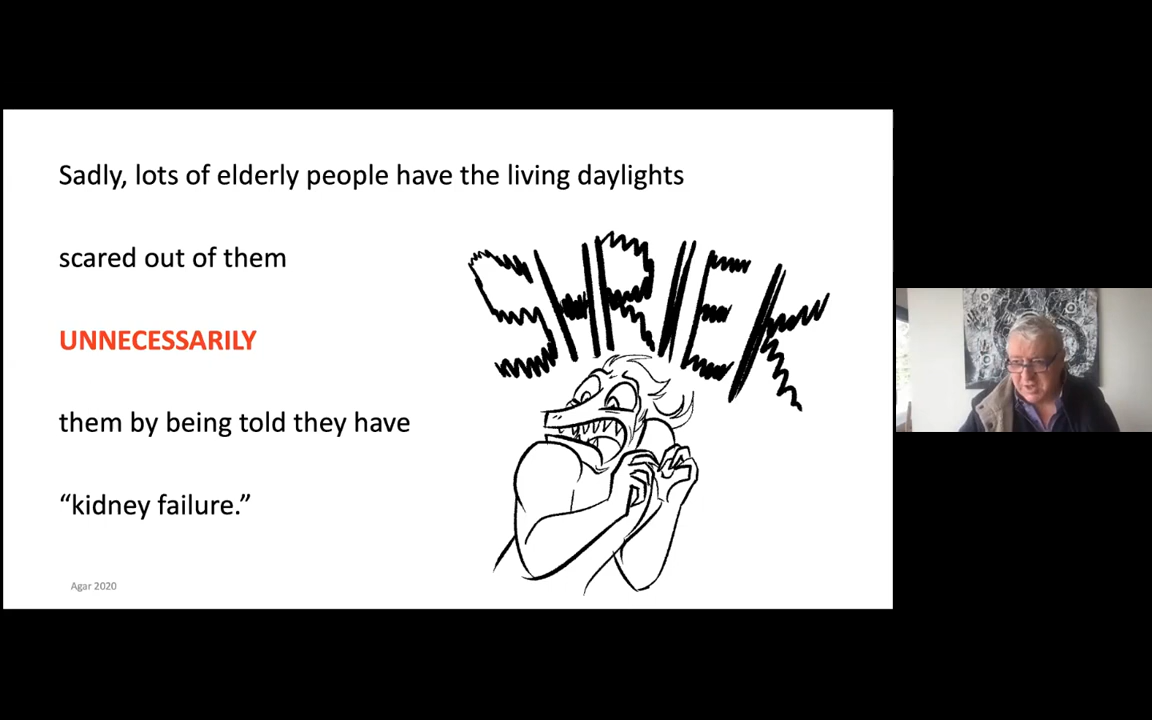 Sadly, lots of elderly people have the living daylights
scared out of them
SHRIEK
UNNECESSARILY
them by being told they have
“kidney failure.”
Agar 2020